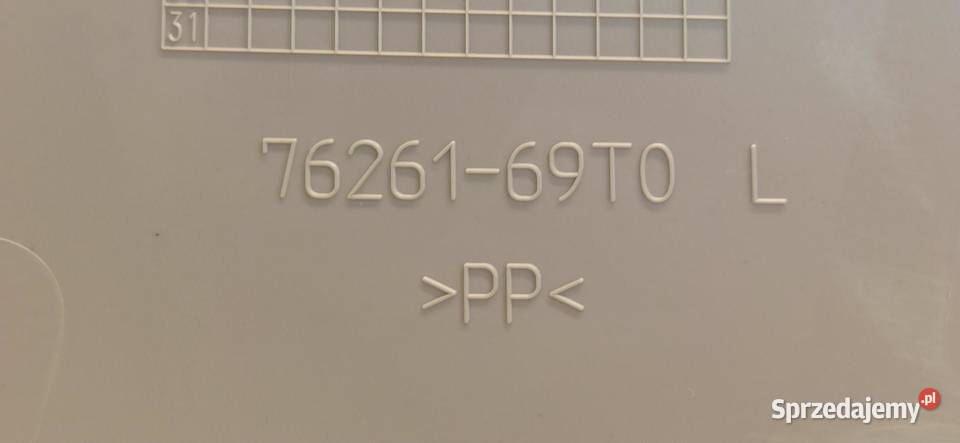 31
76261-69T0 L
>PP<
Sprzedajemy.pl